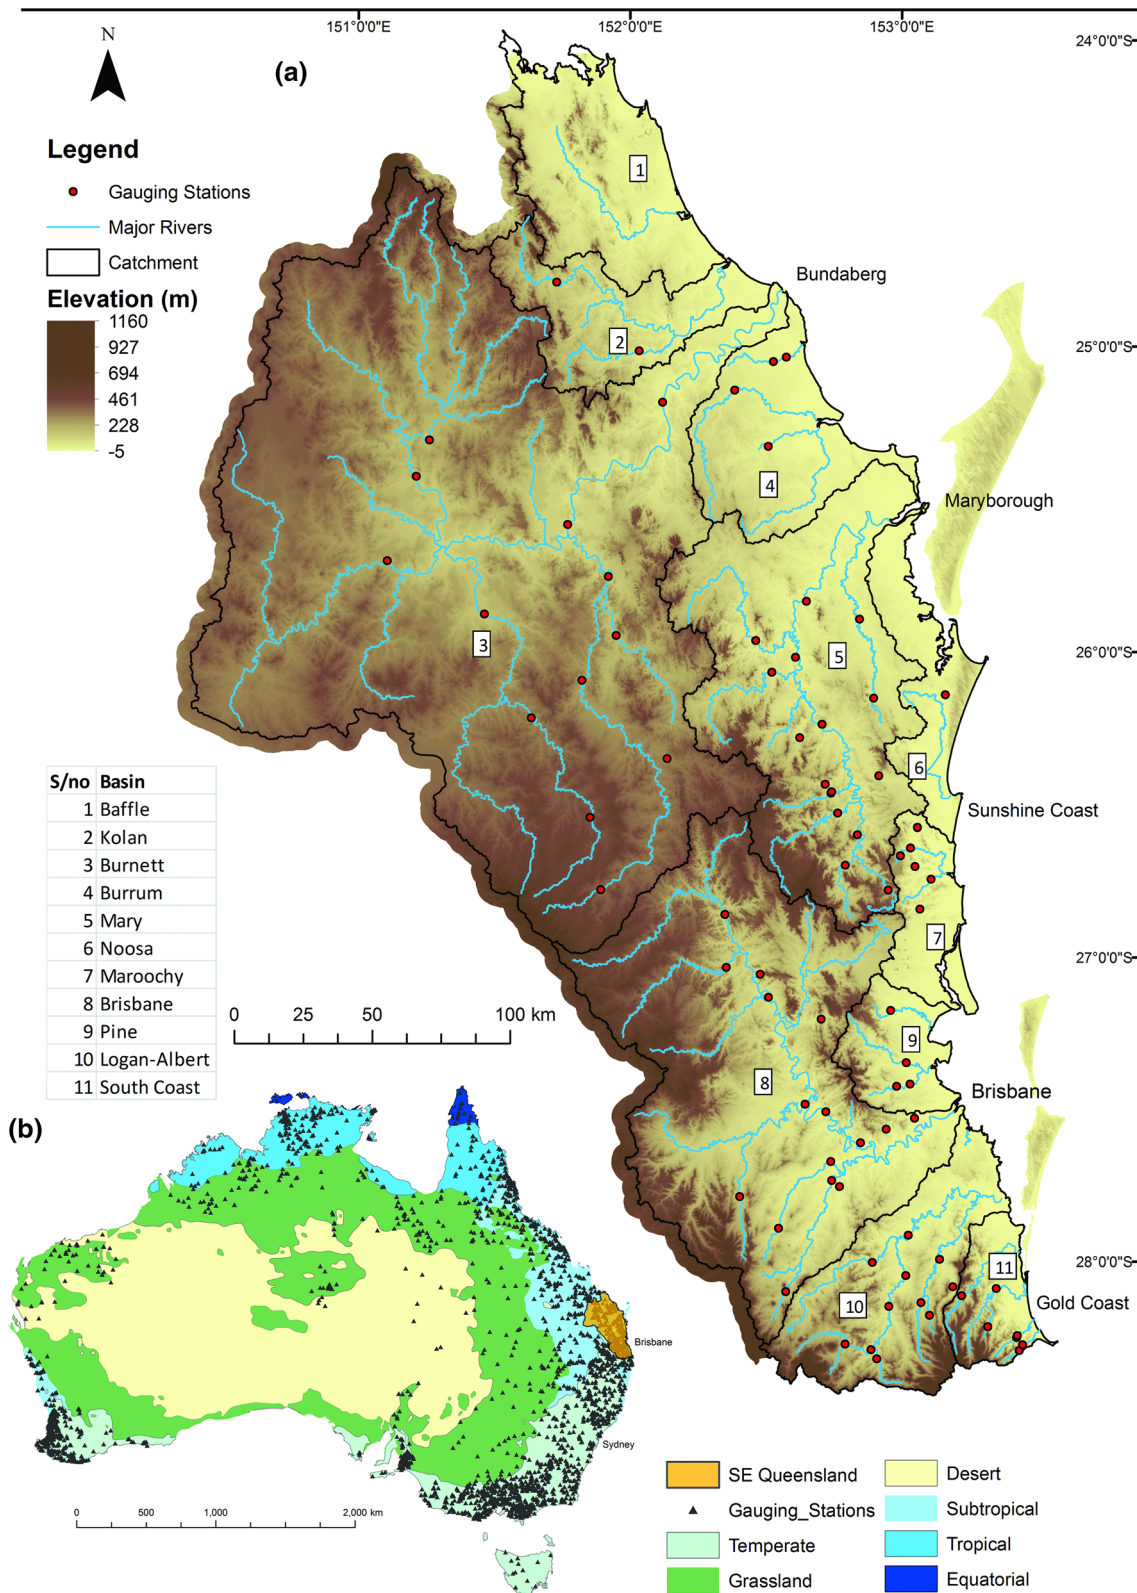 151°0'0"E 152°0'0"E 153°0'0"E
24°0'0"S
N
(a)
Legend
Gauging Stations
Major Rivers
Catchment
Elevation (m)
1160
927
694
461
228
-5
1
Bundaberg
2
25°0'0"S
4
Maryborough
3
5
26°0'0"S
6
Sunshine Coast
7
27°0'0"S
9
8
Brisbane
11
28°0'0"S
10
Gold Coast
S/no Basin
1 Baffle
2 Kolan
3 Burnett
4 Burrum
5 Mary
6 Noosa
7 Maroochy
8 Brisbane
9 Pine
10 Logan-Albert
11 South Coast
0 25 50 100 km
(b)
Brisbane
Sydney
0 500 1,000 2,000 km
SE Queensland
Gauging_Stations
Temperate
Grassland
Desert
Subtropical
Tropical
Equatorial